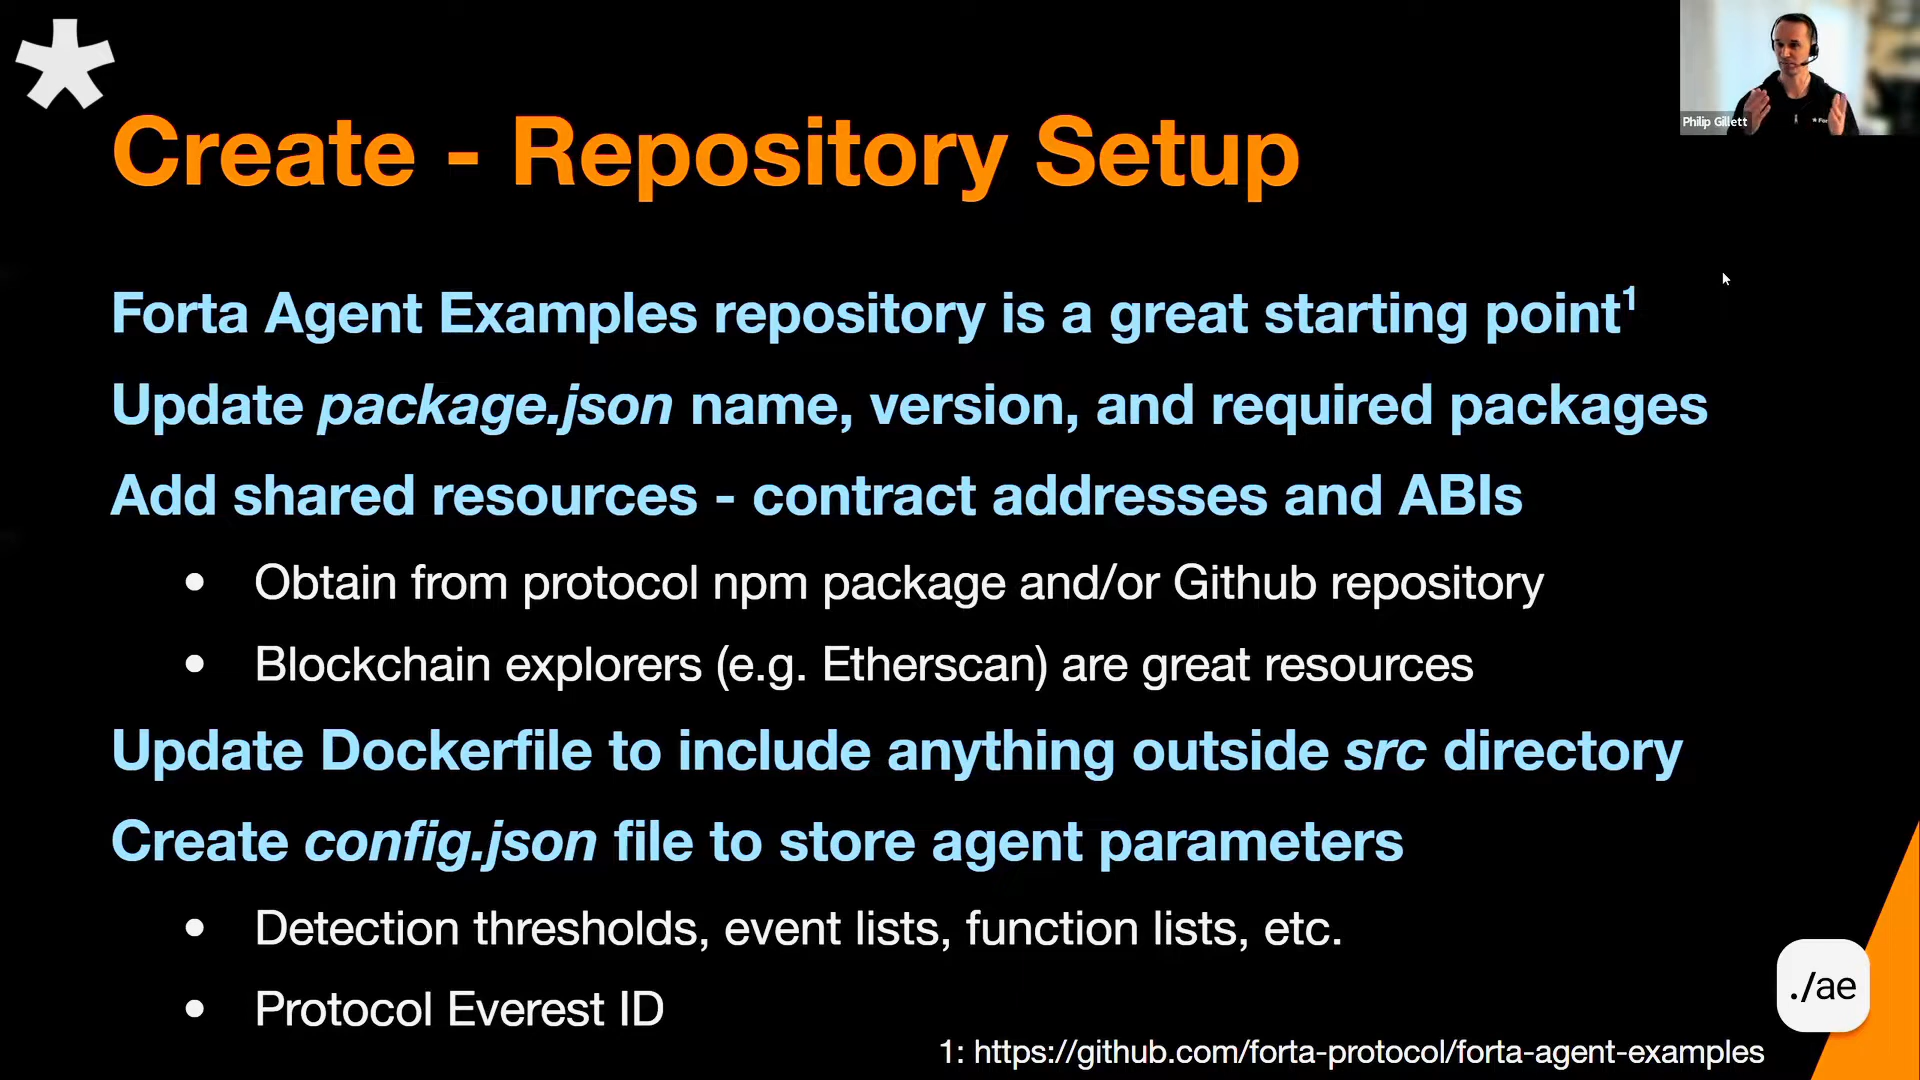 Philip Gillett
Create - Repository Setup
Forta Agent Examples repository is a great starting point¹
Update package.json name, version, and required packages
Add shared resources - contract addresses and ABIs
• Obtain from protocol npm package and/or Github repository
• Blockchain explorers (e.g. Etherscan) are great resources
Update Dockerfile to include anything outside src directory
Create config.json file to store agent parameters
• Detection thresholds, event lists, function lists, etc.
• Protocol Everest ID
./ae
1: https://github.com/forta-protocol/forta-agent-examples